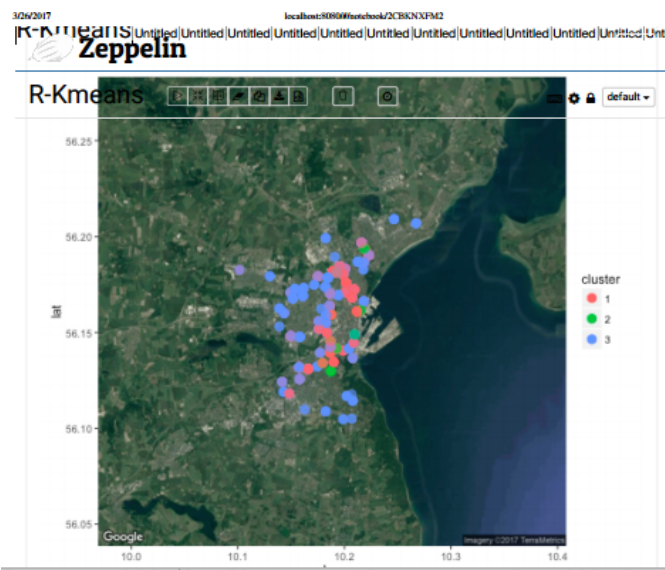 3/26/2017 localhost:8080/#/notebook/2CBKNXFM2
R-Kmeans Untitled|Untitled|Untitled|Untitled|Untitled|Untitled|Untitled|Untitled|Untitled|Untitled|Untitled|Unt
Zeppelin
R-Kmeans default
56.25
56.20
56.15
56.10
56.05
lat
cluster
1
2
3
Google Imagery ©2017 TerraMetrics
10.0 10.1 10.2 10.3 10.4